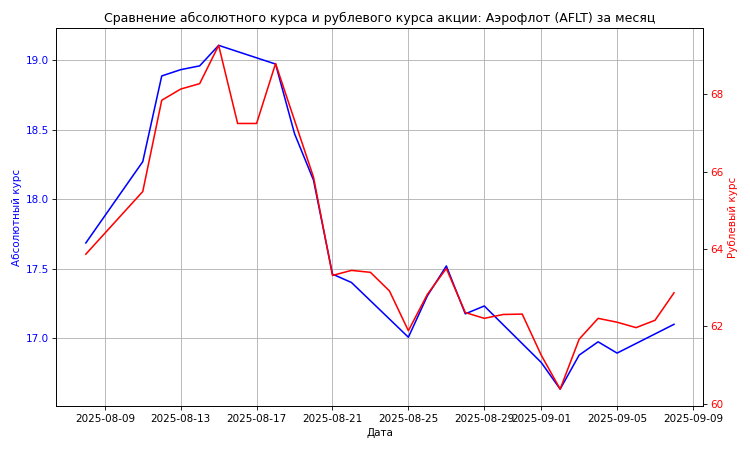 Сравнение абсолютного курса и рублевого курса акции: Аэрофлот (AFLT) за месяц
19.0
18.5
18.0
17.5
17.0
Абсолютный курс
68
66
64
62
60
Рублевый курс
2025-08-09 2025-08-13 2025-08-17 2025-08-21 2025-08-25 2025-08-29 2025-09-01 2025-09-05 2025-09-09
Дата